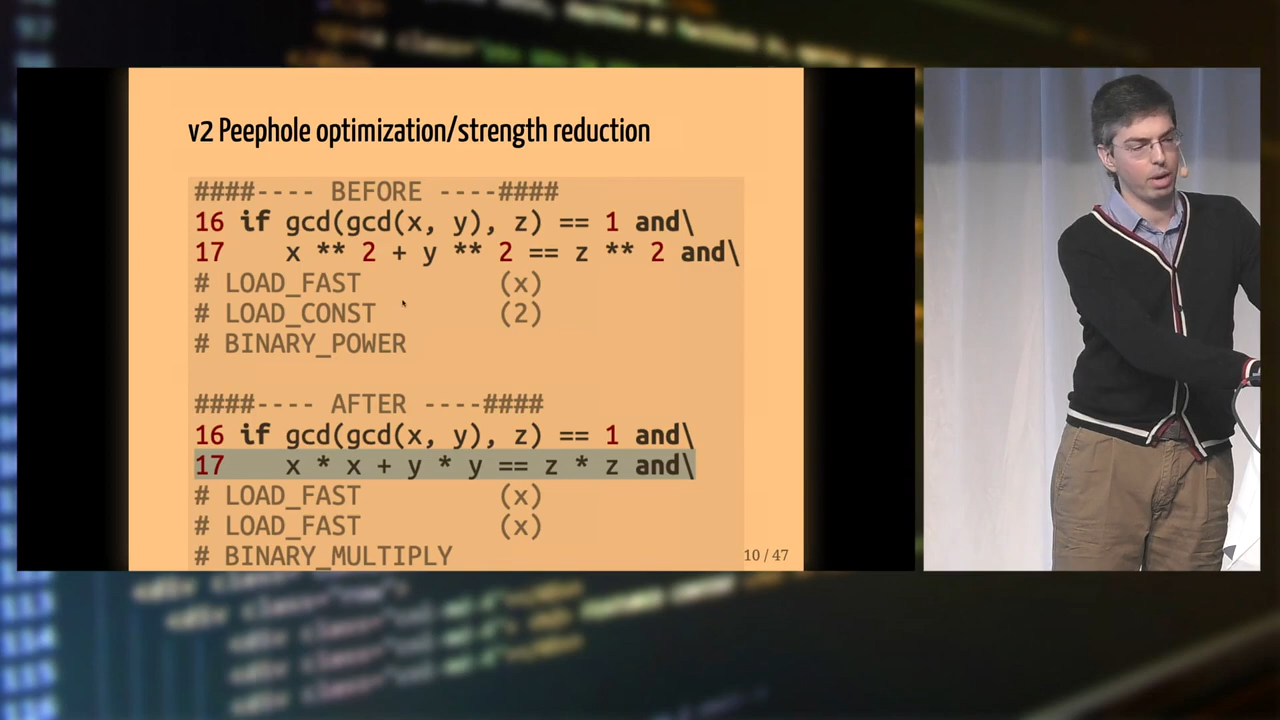 v2 Peephole optimization/strength reduction
####---- BEFORE ----####
16 if gcd(gcd(x, y), z) == 1 and\
17    x ** 2 + y ** 2 == z ** 2 and\
# LOAD_FAST         (x)
# LOAD_CONST        (2)
# BINARY_POWER
####---- AFTER ----####
16 if gcd(gcd(x, y), z) == 1 and\
17    x * x + y * y == z * z and\
# LOAD_FAST         (x)
# LOAD_FAST         (x)
# BINARY_MULTIPLY
10 / 47